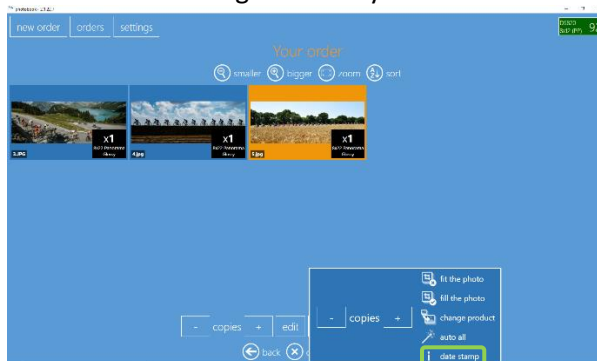 new order orders settings
Your order
smaller bigger zoom sort
x1
x1
x1
3.JPG
4.jpg
5.jpg
fit the photo
fill the photo
- copies + change product
auto all
date stamp
- copies + edit
back